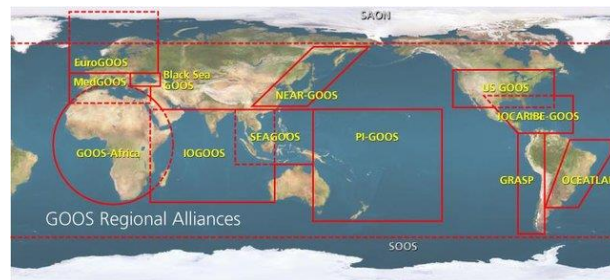 SAON
EuroGOOS
MedGOOS
Black Sea
GOOS
NEAR-GOOS
US GOOS
IOCARIBE-GOOS
GOOS-Africa
IOGOOS
SEAGOOS
PI-GOOS
GRASP
OCEATLAN
GOOS Regional Alliances
SOOS